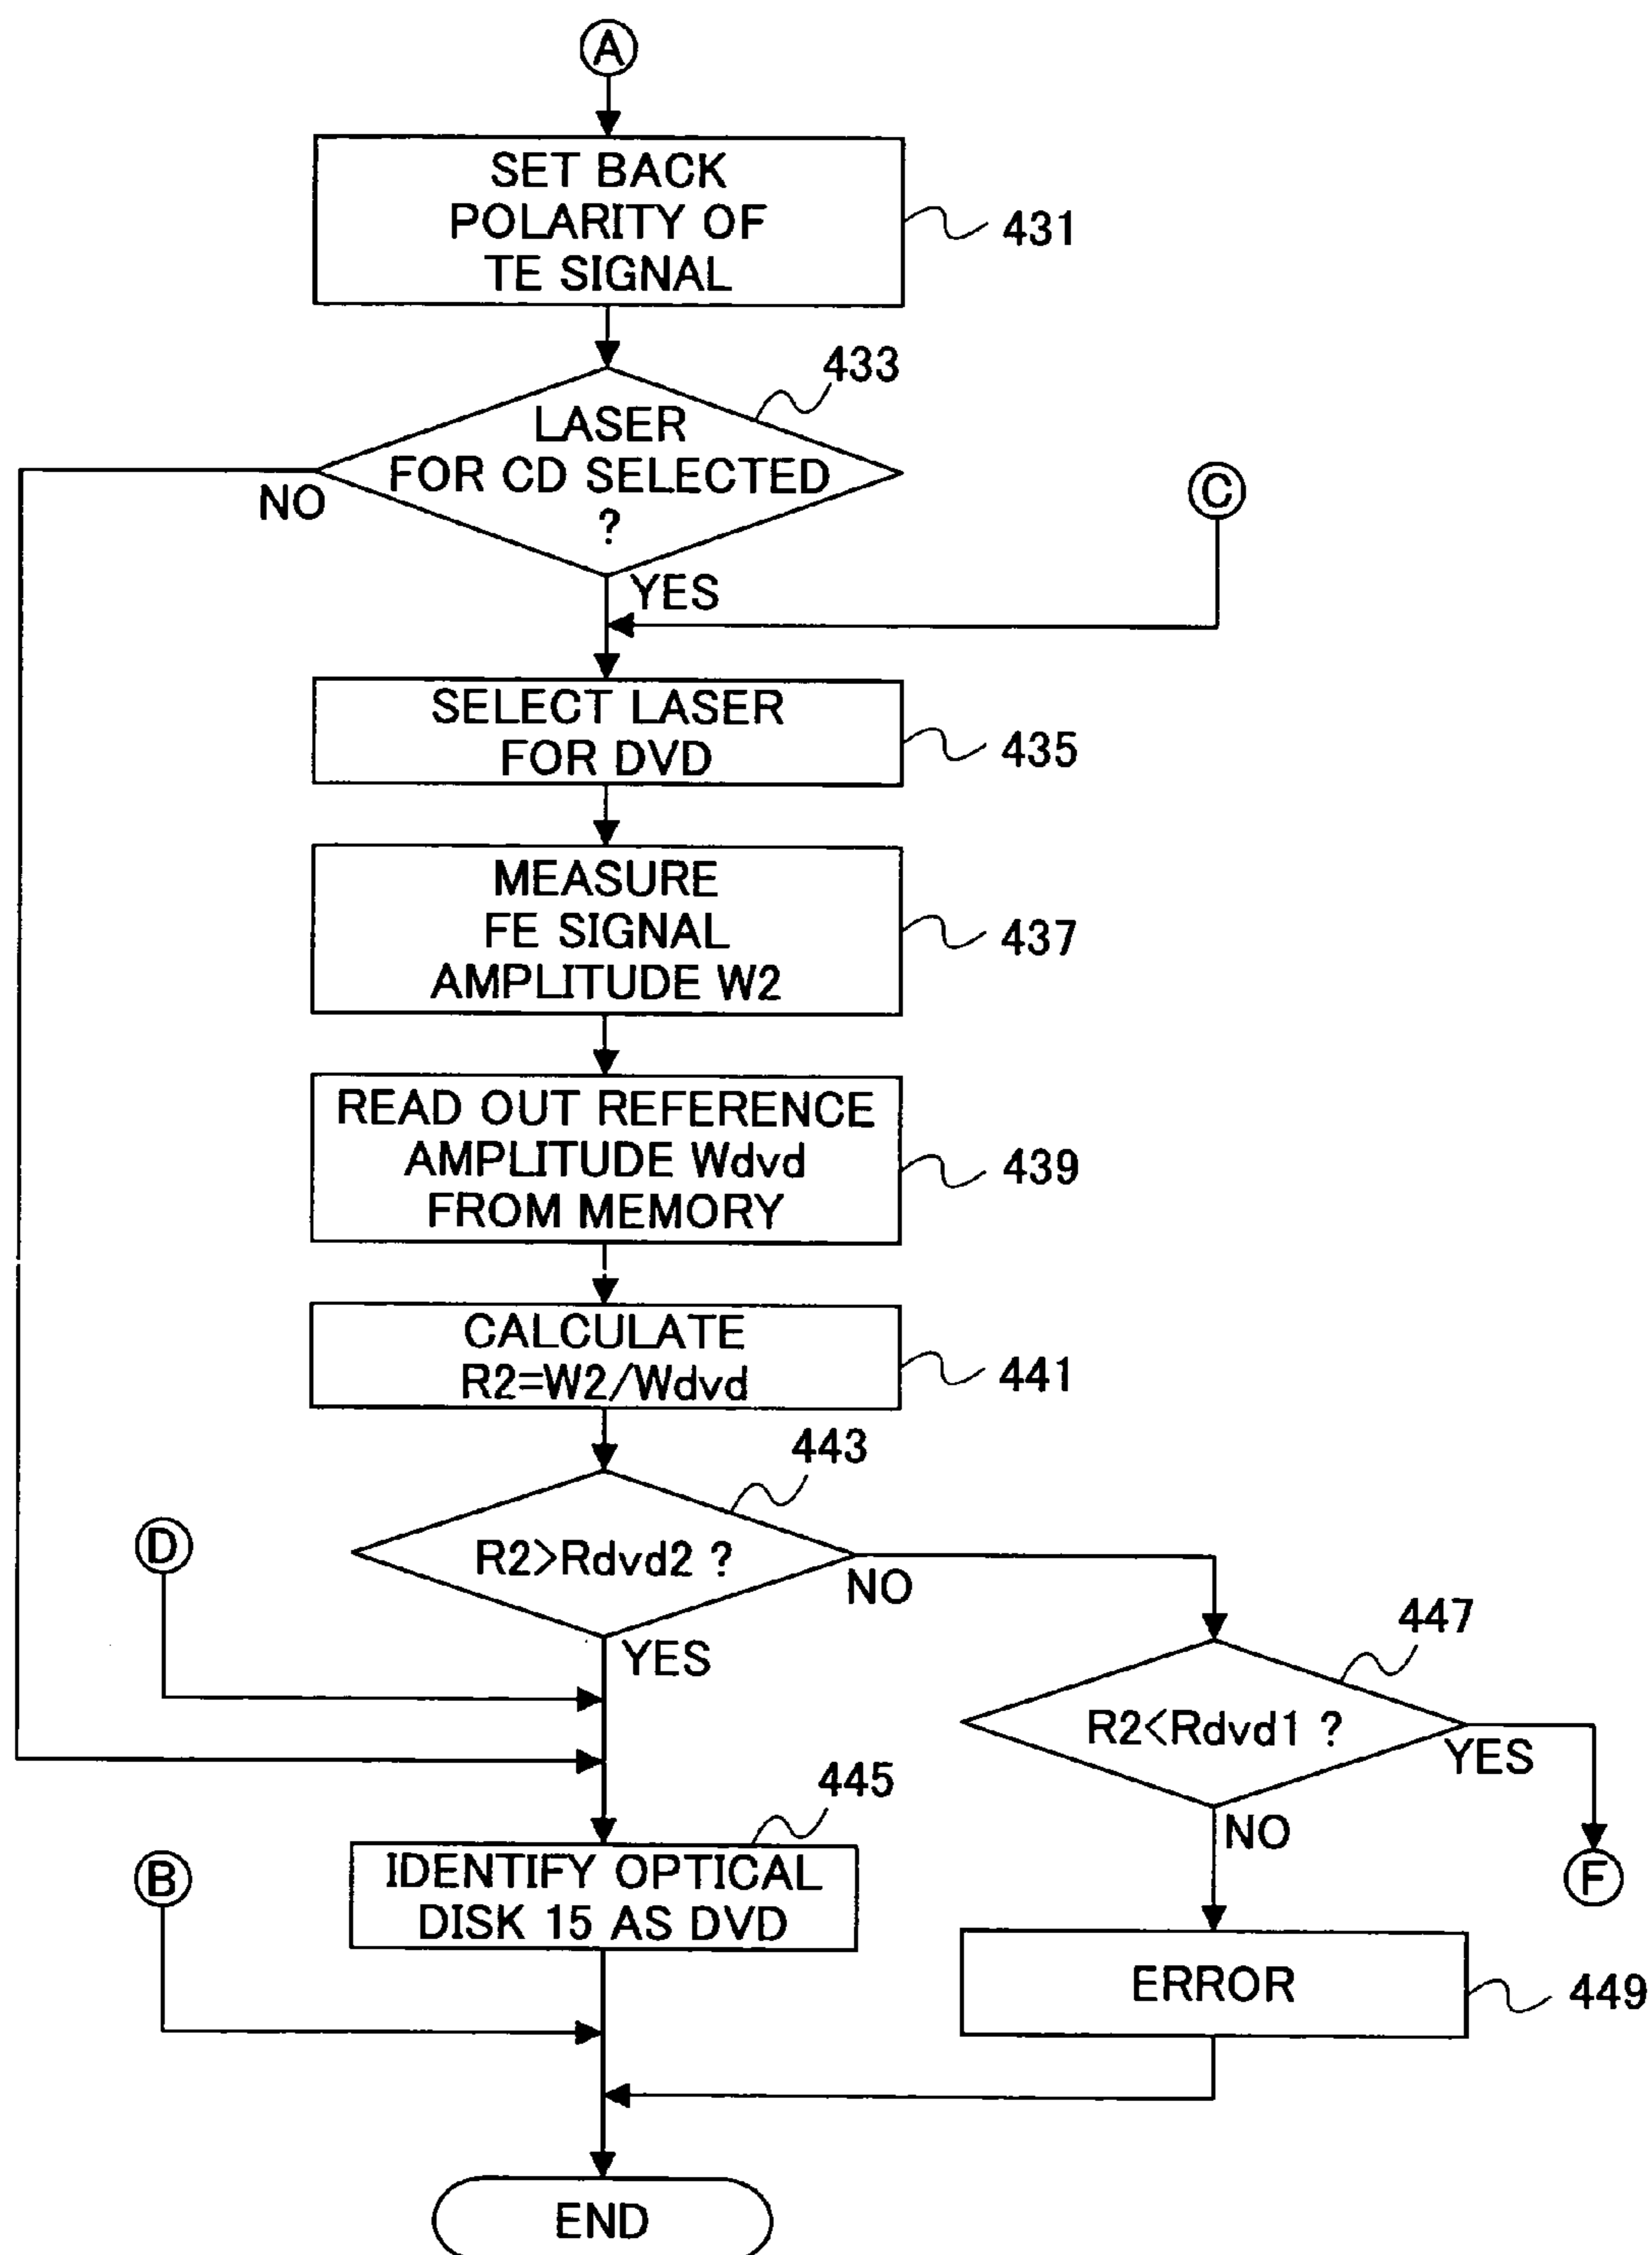 A
SET BACK
POLARITY OF
TE SIGNAL
431
433
LASER
FOR CD SELECTED
?
NO
C
YES
SELECT LASER
FOR DVD
435
MEASURE
FE SIGNAL
AMPLITUDE W2
437
READ OUT REFERENCE
AMPLITUDE Wdvd
FROM MEMORY
439
CALCULATE
R2=W2/Wdvd
441
443
D
R2>Rdvd2 ?
NO
YES
447
R2<Rdvd1 ?
YES
NO
445
B
IDENTIFY OPTICAL
DISK 15 AS DVD
F
ERROR
449
END